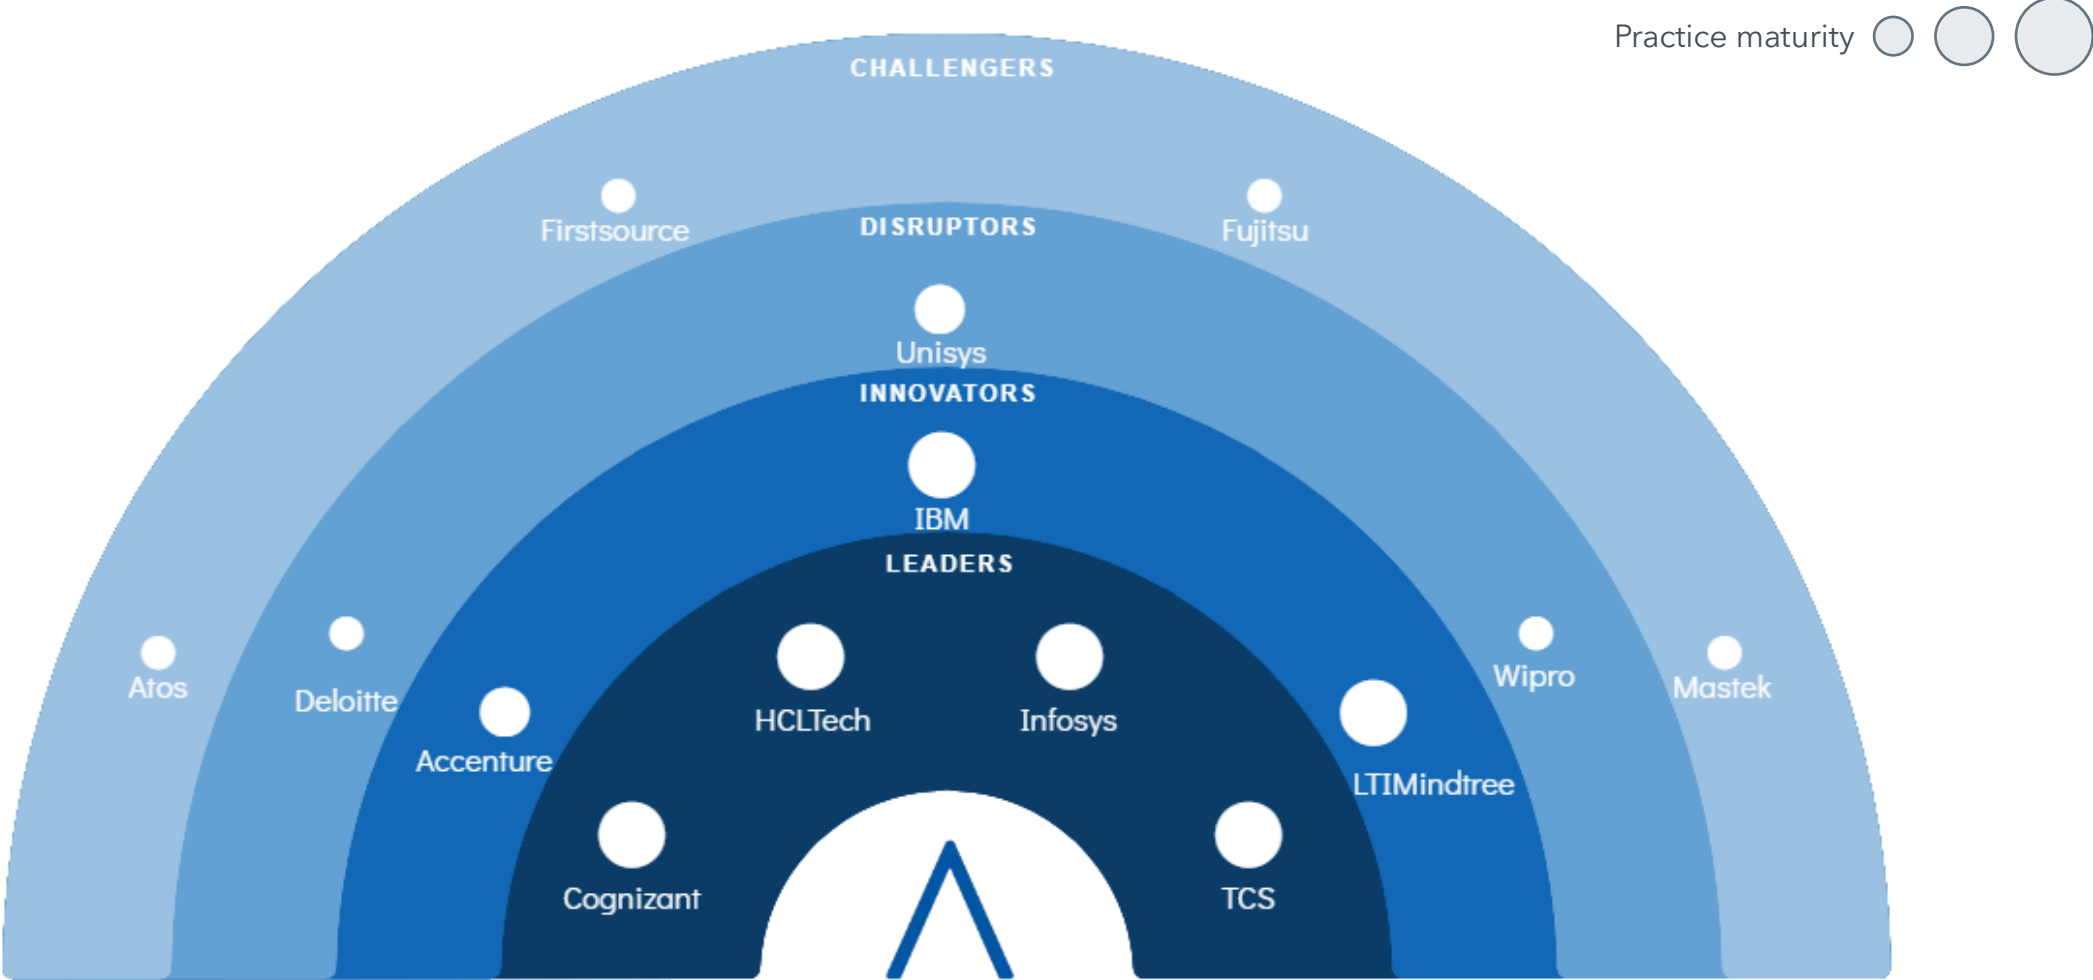 Practice maturity
CHALLENGERS
Firstsource
Fujitsu
DISRUPTORS
Unisys
INNOVATORS
IBM
LEADERS
Atos
Deloitte
Wipro
Mastek
Accenture
HCLTech
Infosys
LTIMindtree
Cognizant
TCS